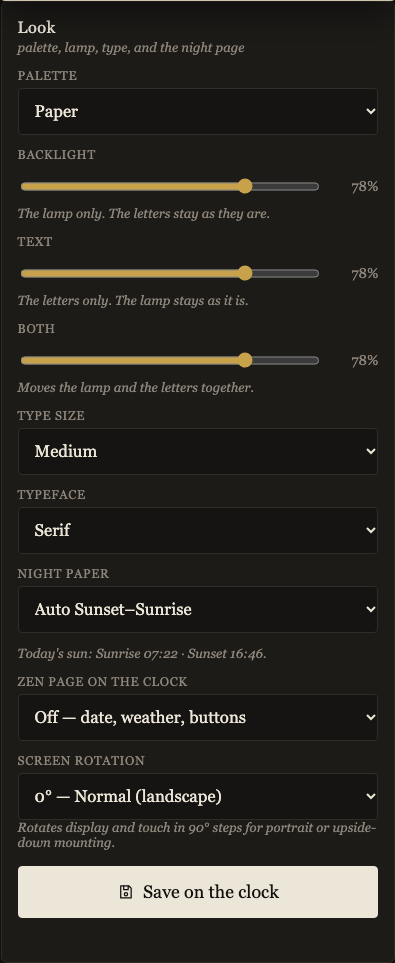 Look
palette, lamp, type, and the night page
PALETTE
Paper
BACKLIGHT
78%
The lamp only. The letters stay as they are.
TEXT
78%
The letters only. The lamp stays as it is.
BOTH
78%
Moves the lamp and the letters together.
TYPE SIZE
Medium
TYPEFACE
Serif
NIGHT PAPER
Auto Sunset–Sunrise
Today's sun: Sunrise 07:22 · Sunset 16:46.
ZEN PAGE ON THE CLOCK
Off — date, weather, buttons
SCREEN ROTATION
0° — Normal (landscape)
Rotates display and touch in 90° steps for portrait or upside-
down mounting.
Save on the clock